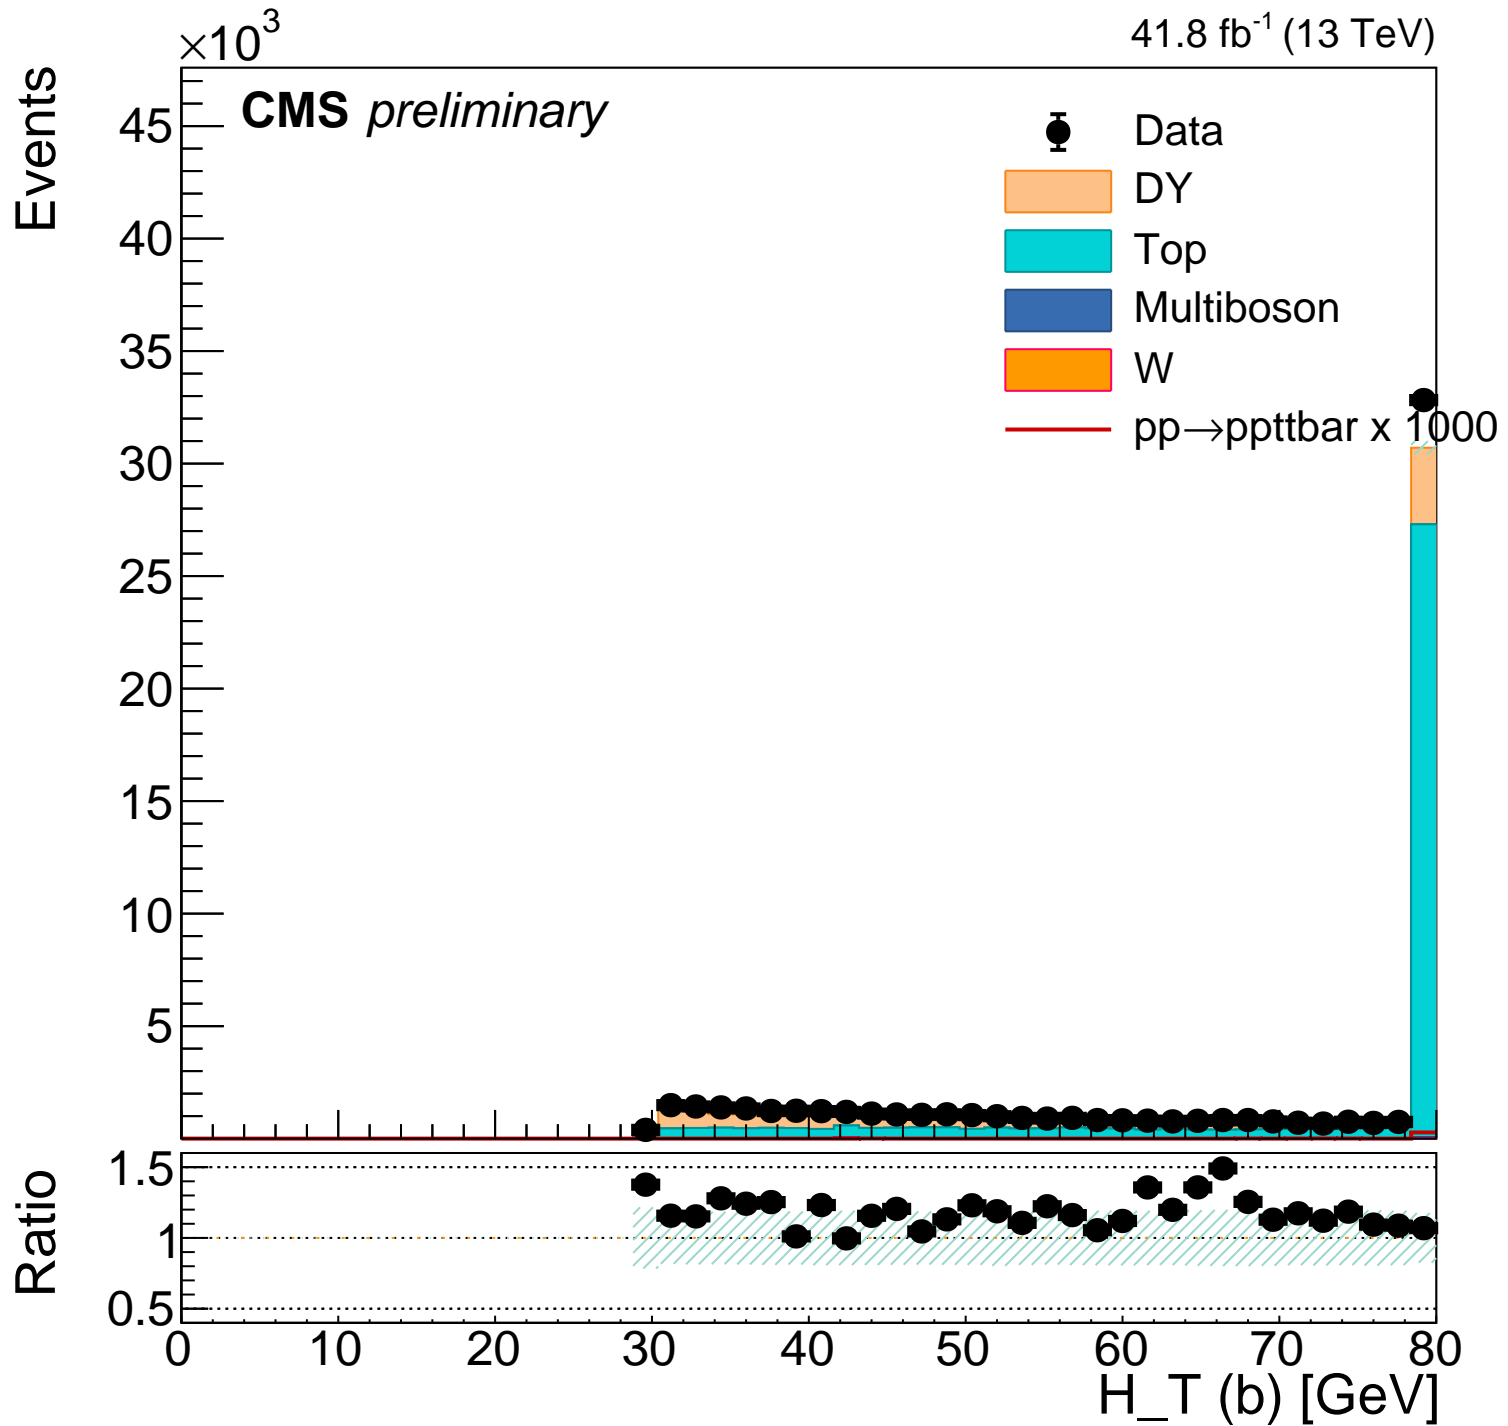 ×10³
41.8 fb⁻¹ (13 TeV)
Events
CMS preliminary
45
40
35
30
25
20
15
10
5
Data
DY
Top
Multiboson
W
pp→ppttbar x 1000
Ratio
1.5
1
0.5
0 10 20 30 40 50 60 70 80
H_T (b) [GeV]